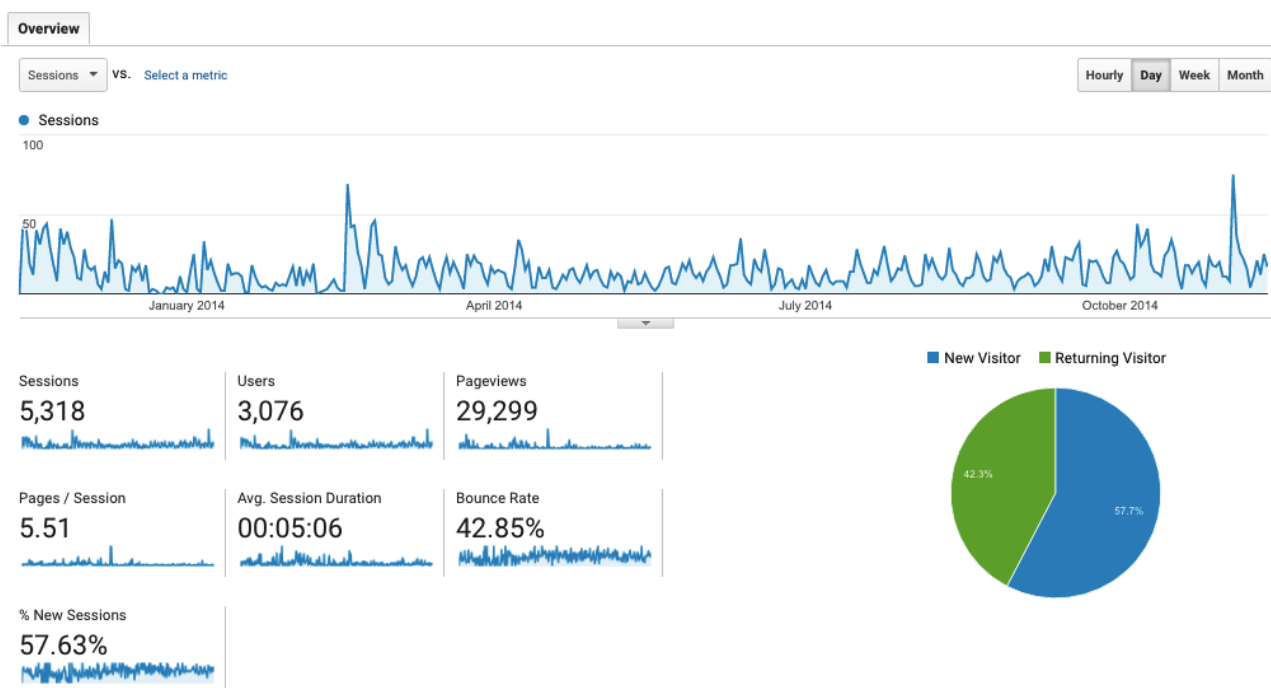 Overview
Sessions VS. Select a metric
Hourly Day Week Month
Sessions
100
50
January 2014 April 2014 July 2014 October 2014
New Visitor Returning Visitor
Sessions Users Pageviews
5,318 3,076 29,299
42.3%
57.7%
Pages / Session Avg. Session Duration Bounce Rate
5.51 00:05:06 42.85%
% New Sessions
57.63%